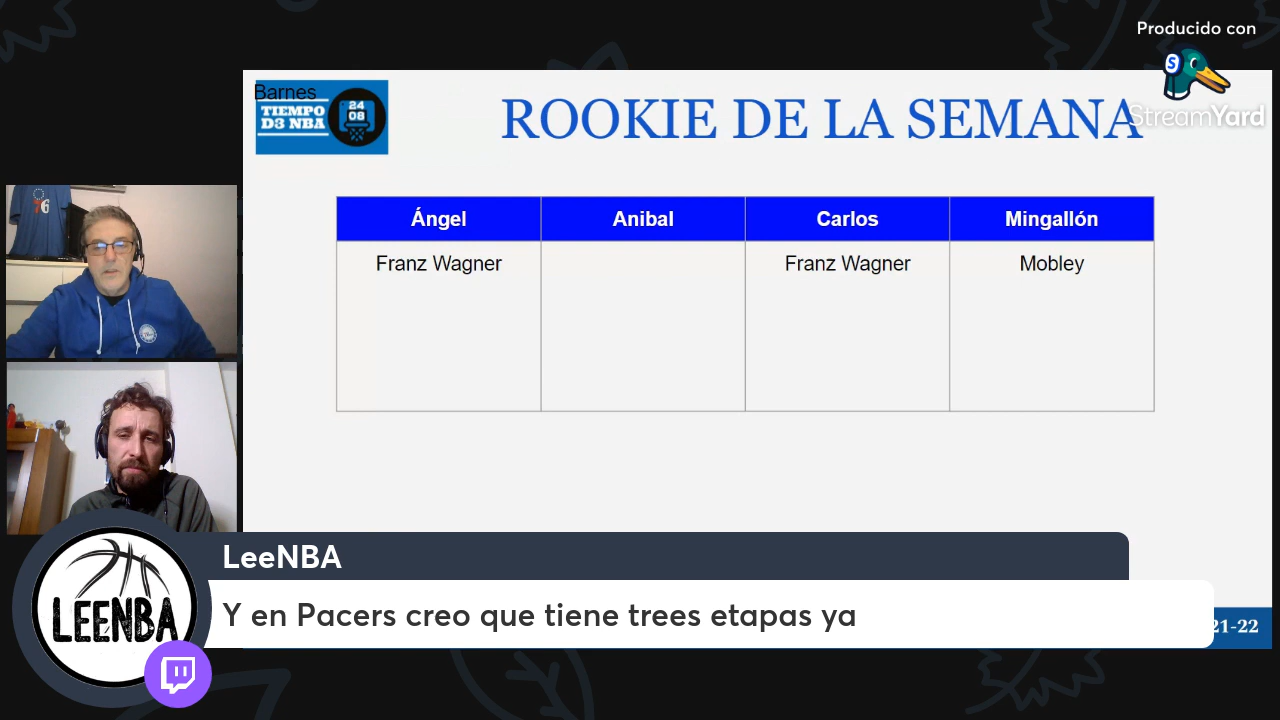 Producido con
StreamYard
Barnes
TIEMPO
D3 NBA
24
08
ROOKIE DE LA SEMANA
Ángel Anibal Carlos Mingallón
Franz Wagner Franz Wagner Mobley
76
LeeNBA
Y en Pacers creo que tiene trees etapas ya
LEENBA
21-22